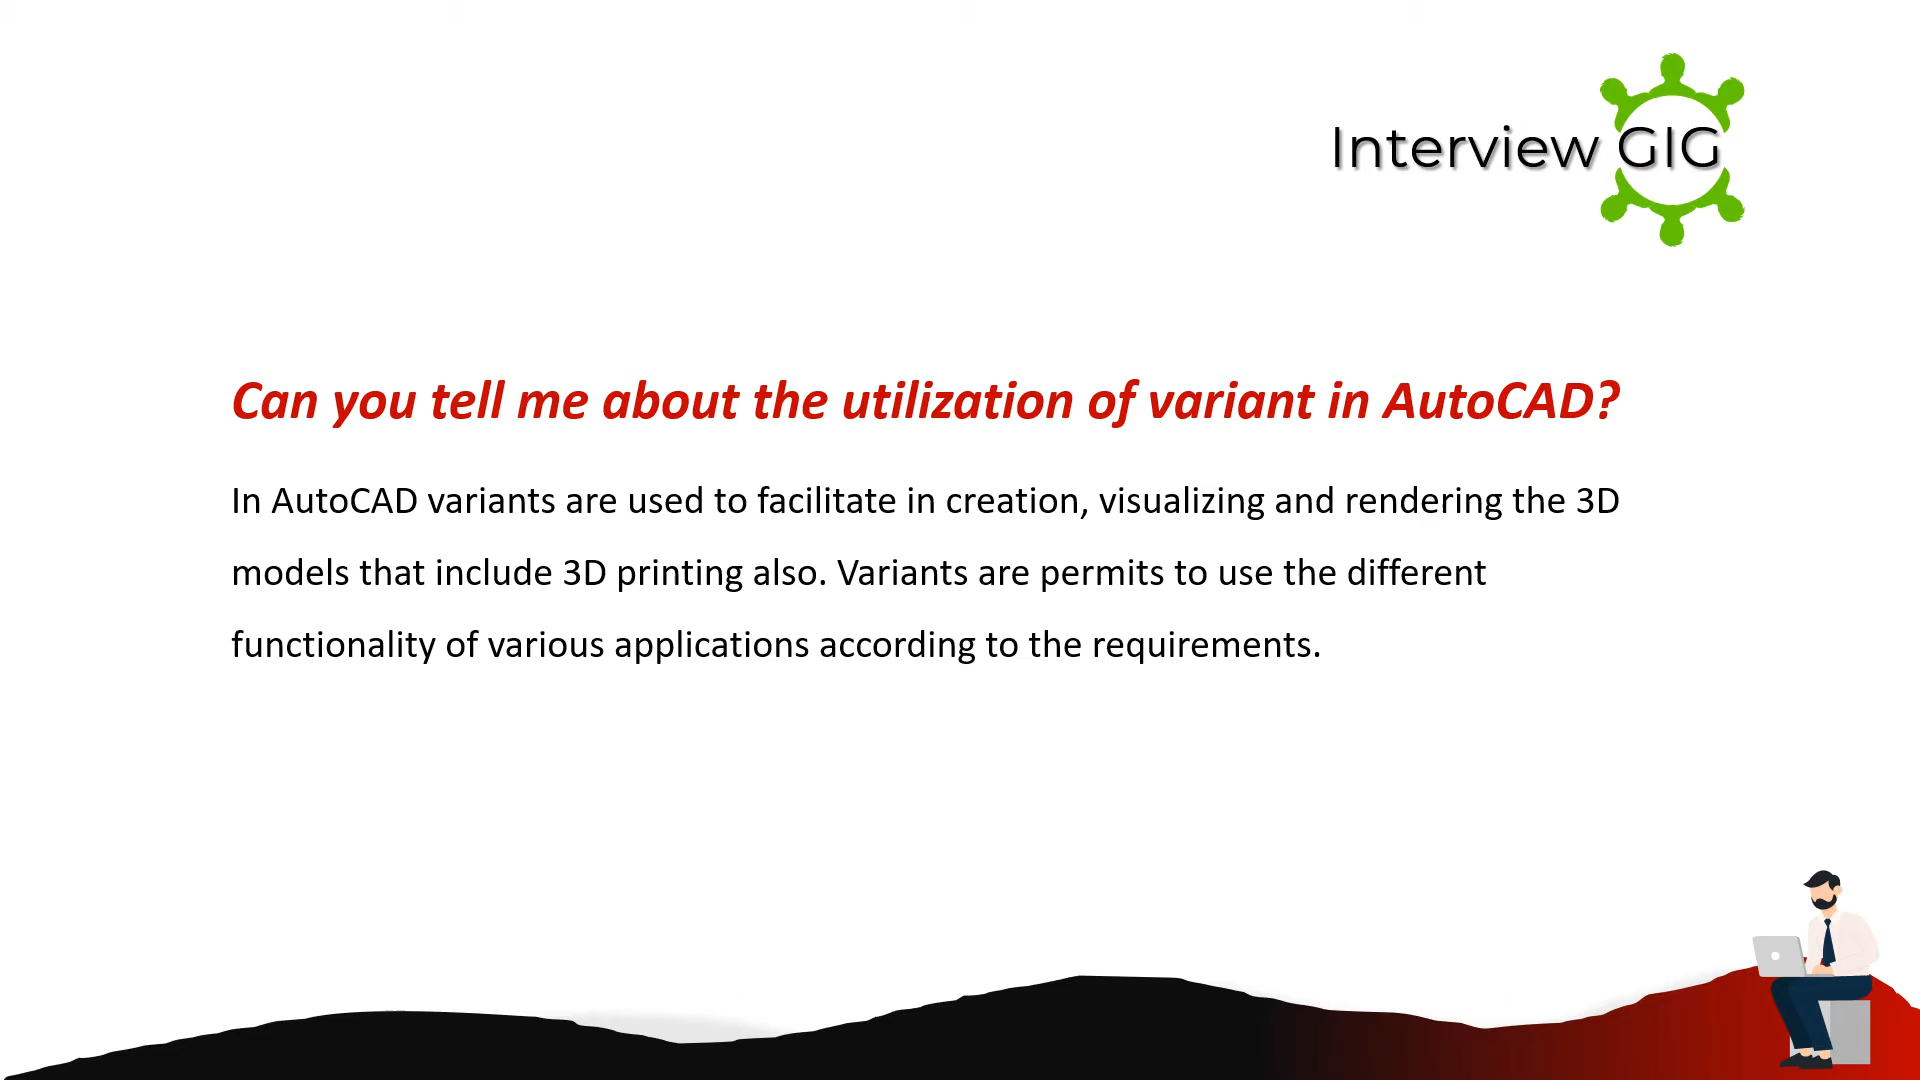 Interview GIG
Can you tell me about the utilization of variant in AutoCAD?
In AutoCAD variants are used to facilitate in creation, visualizing and rendering the 3D
models that include 3D printing also. Variants are permits to use the different
functionality of various applications according to the requirements.